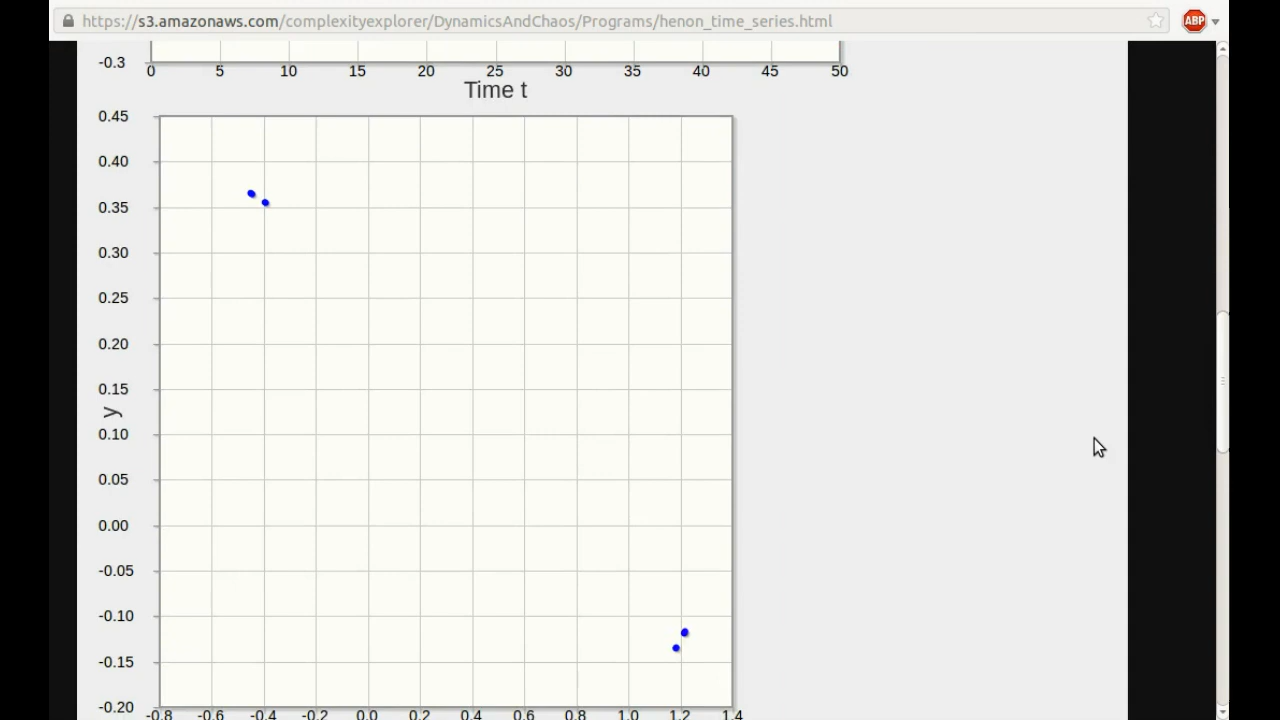 https://s3.amazonaws.com/complexityexplorer/DynamicsAndChaos/Programs/henon_time_series.html
ABP
-0.3
0 5 10 15 20 25 30 35 40 45 50
Time t
0.45
0.40
0.35
0.30
0.25
0.20
0.15
y
0.10
0.05
0.00
-0.05
-0.10
-0.15
-0.20
-0.8 -0.6 -0.4 -0.2 0.0 0.2 0.4 0.6 0.8 1.0 1.2 1.4